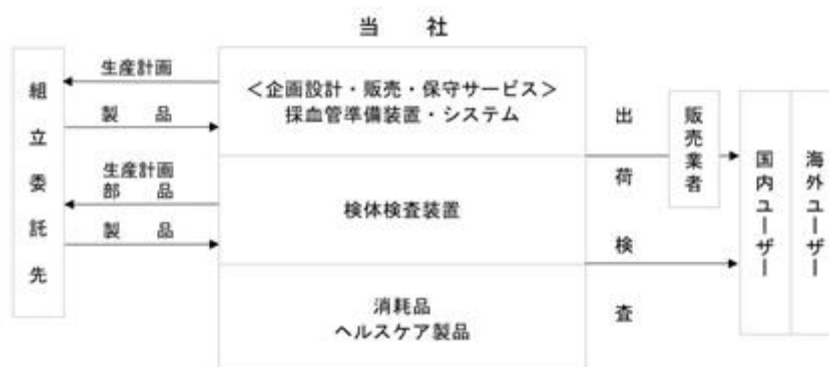 当　社
組立委託先
生産計画
製　品
生産計画
部　品
製　品
＜企画設計・販売・保守サービス＞
採血管準備装置・システム
検体検査装置
消耗品
ヘルスケア製品
出荷検査
販売業者
国内ユーザー
海外ユーザー